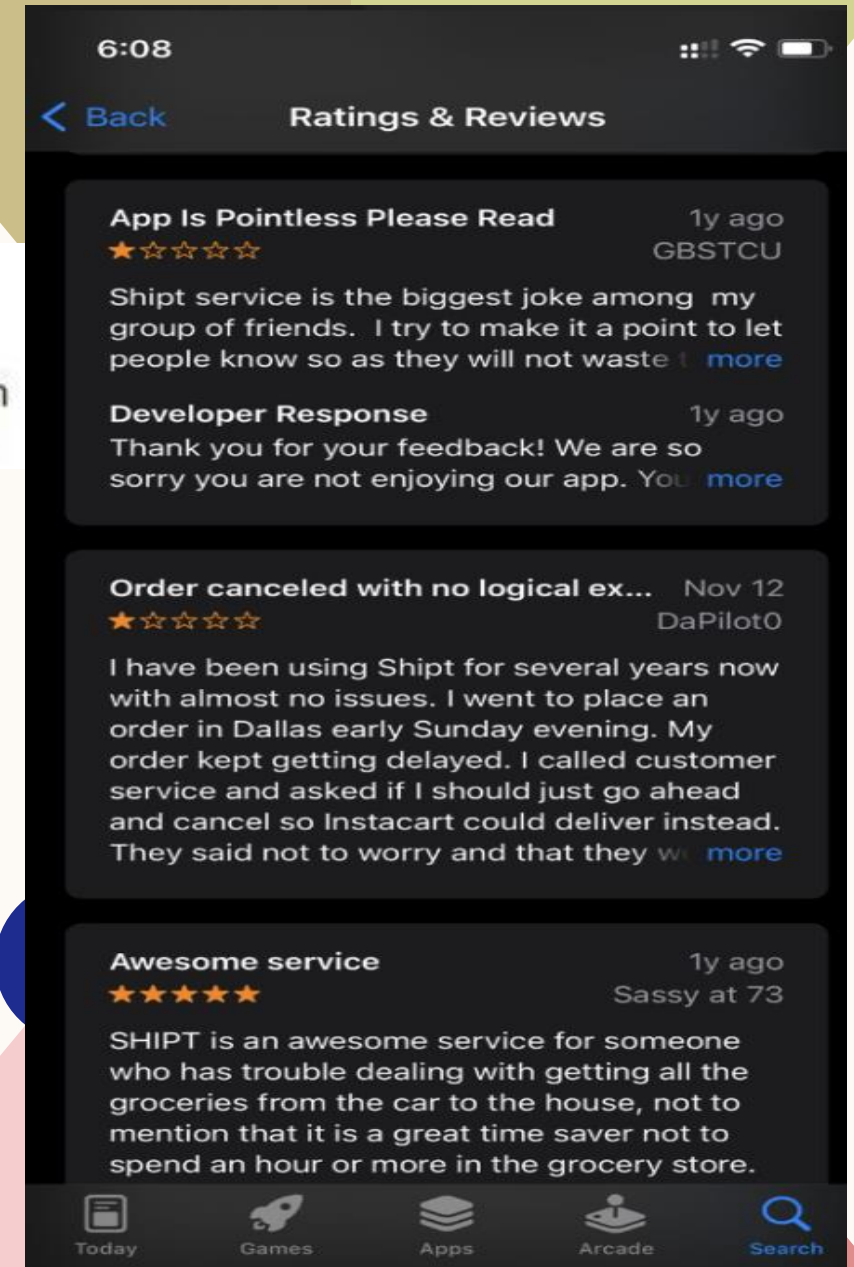 6:08
Back
Ratings & Reviews
App Is Pointless Please Read
1y ago
GBSTCU
Shipt service is the biggest joke among my
group of friends. I try to make it a point to let
people know so as they will not waste t more
Developer Response
1y ago
Thank you for your feedback! We are so
sorry you are not enjoying our app. You more
Order canceled with no logical ex...
Nov 12
DaPilot0
I have been using Shipt for several years now
with almost no issues. I went to place an
order in Dallas early Sunday evening. My
order kept getting delayed. I called customer
service and asked if I should just go ahead
and cancel so Instacart could deliver instead.
They said not to worry and that they more
Awesome service
1y ago
Sassy at 73
SHIPT is an awesome service for someone
who has trouble dealing with getting all the
groceries from the car to the house, not to
mention that it is a great time saver not to
spend an hour or more in the grocery store.
Today
Games
Apps
Arcade
Search